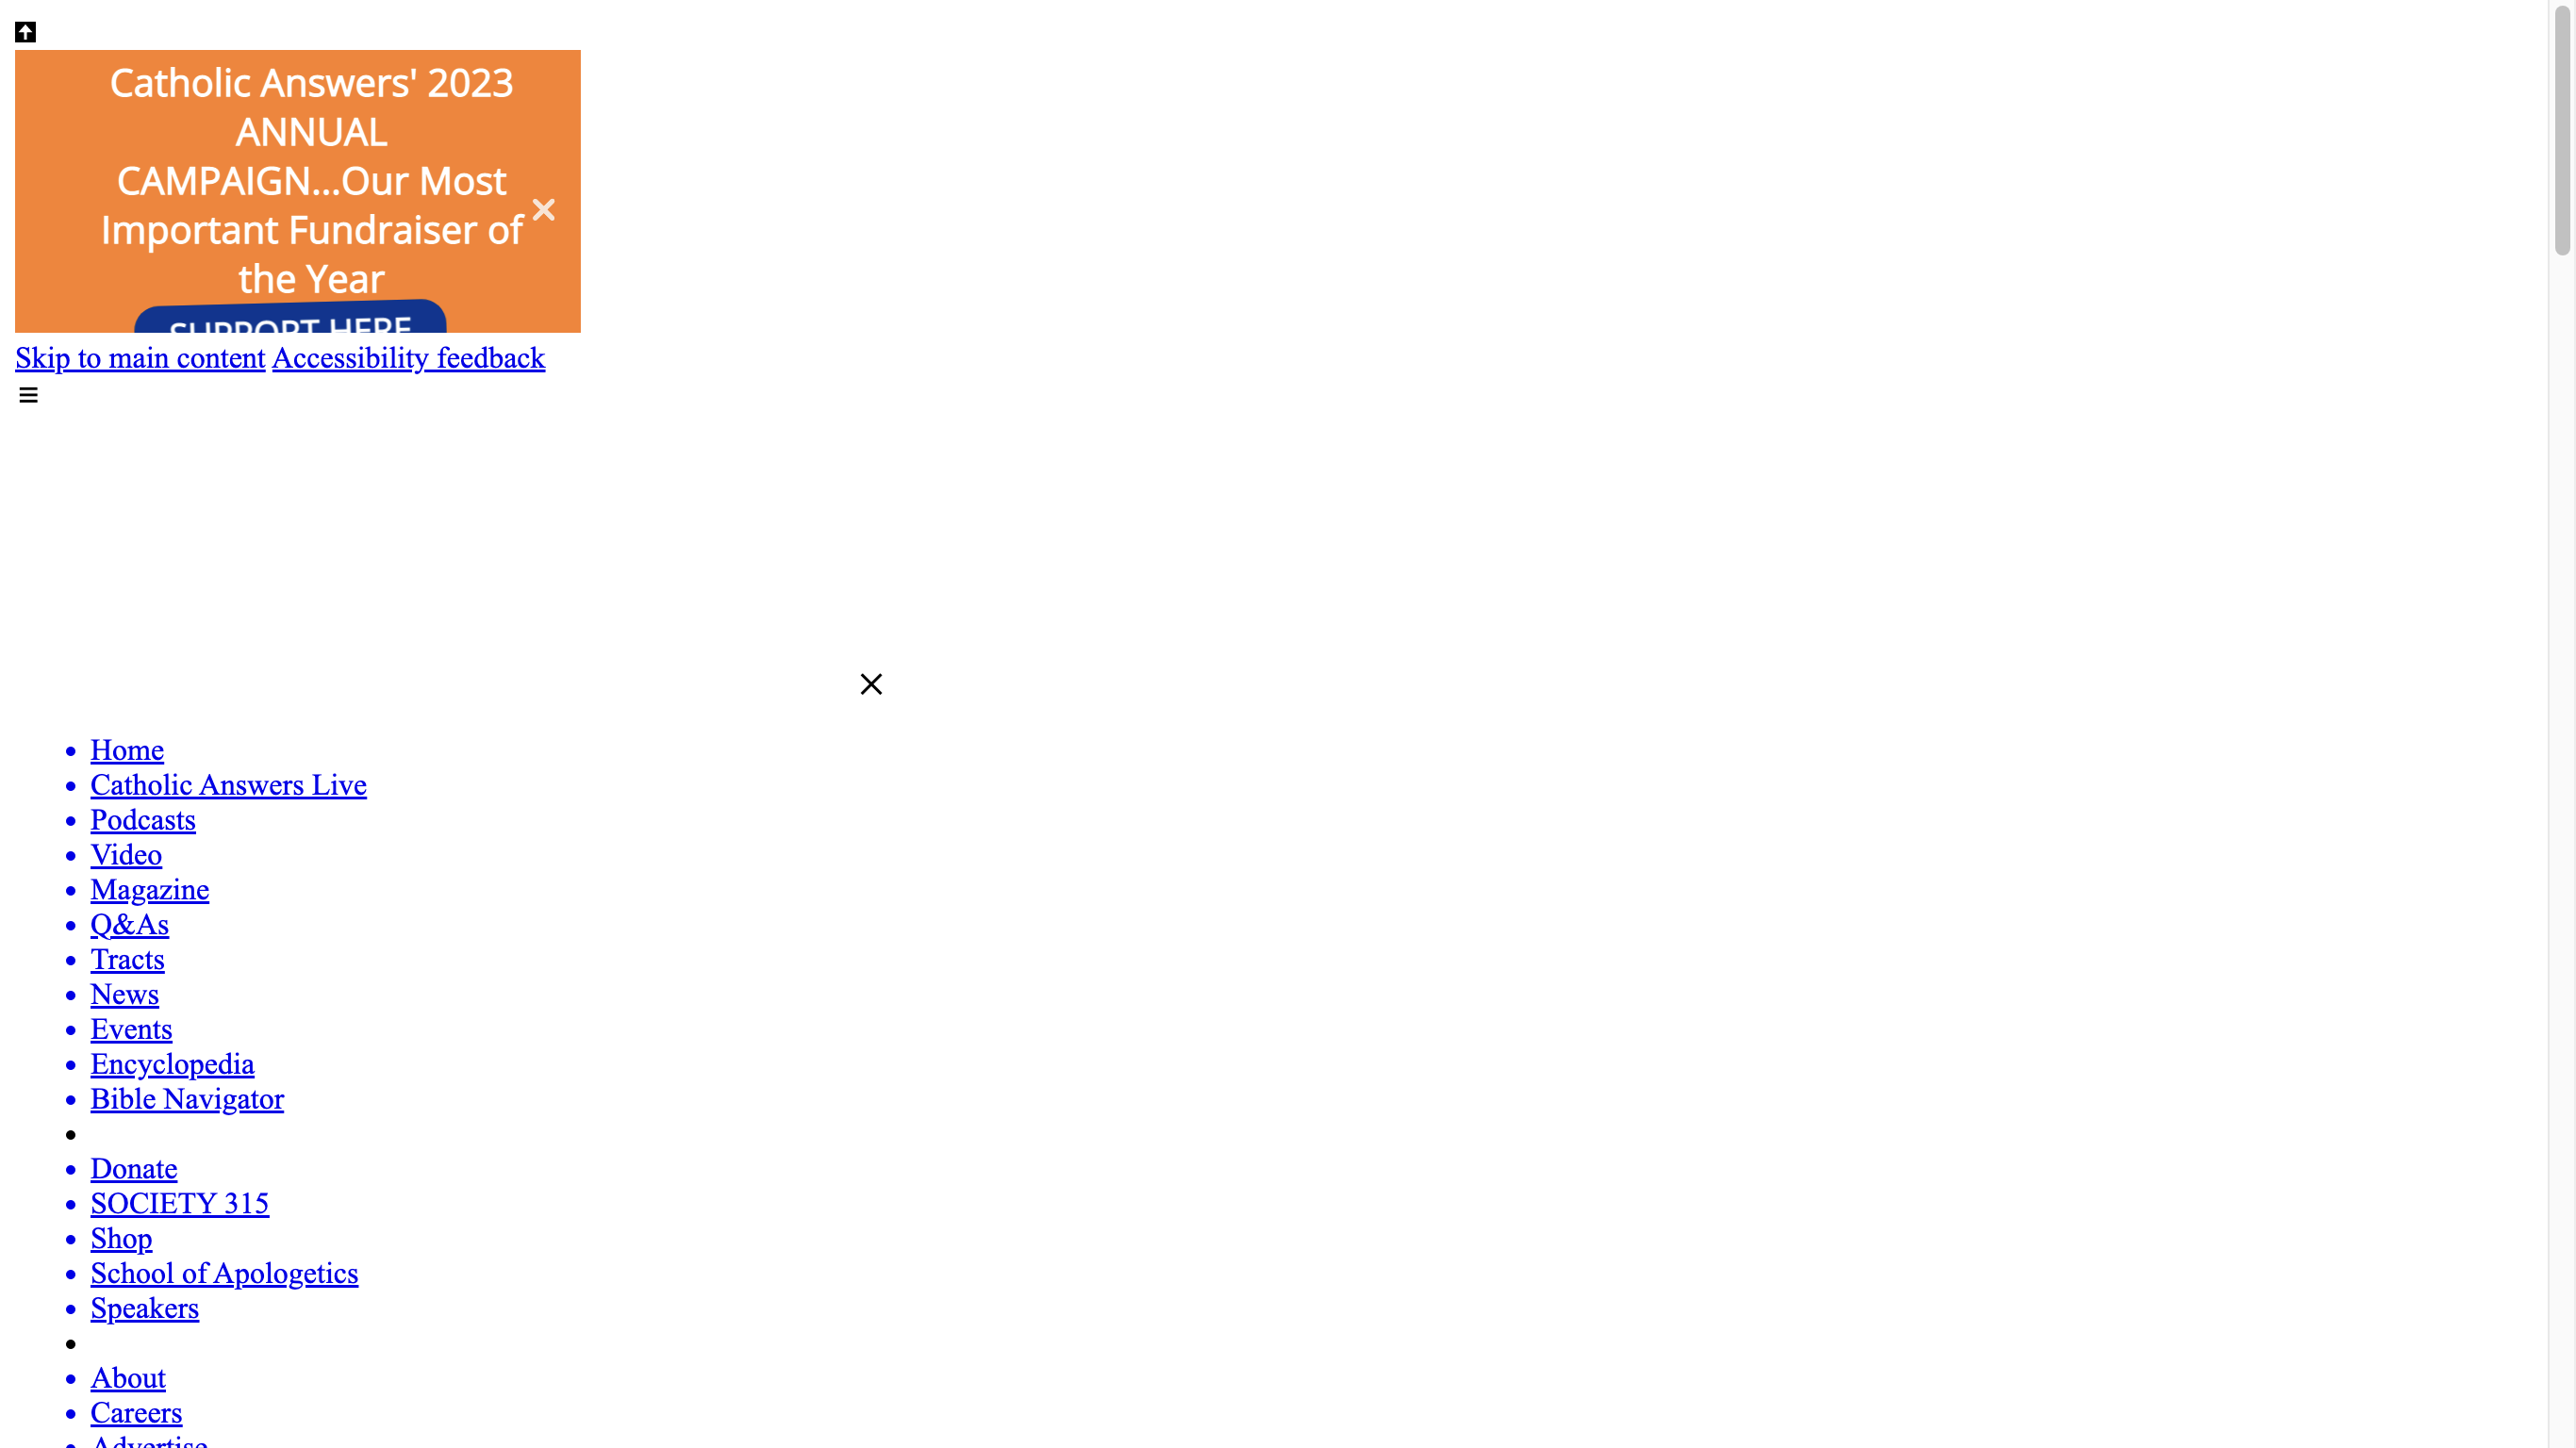 Catholic Answers' 2023
ANNUAL
CAMPAIGN...Our Most
Important Fundraiser of
the Year
SUPPORT HERE
Skip to main content Accessibility feedback
Home
Catholic Answers Live
Podcasts
Video
Magazine
Q&As
Tracts
News
Events
Encyclopedia
Bible Navigator
Donate
SOCIETY 315
Shop
School of Apologetics
Speakers
About
Careers
Advertise